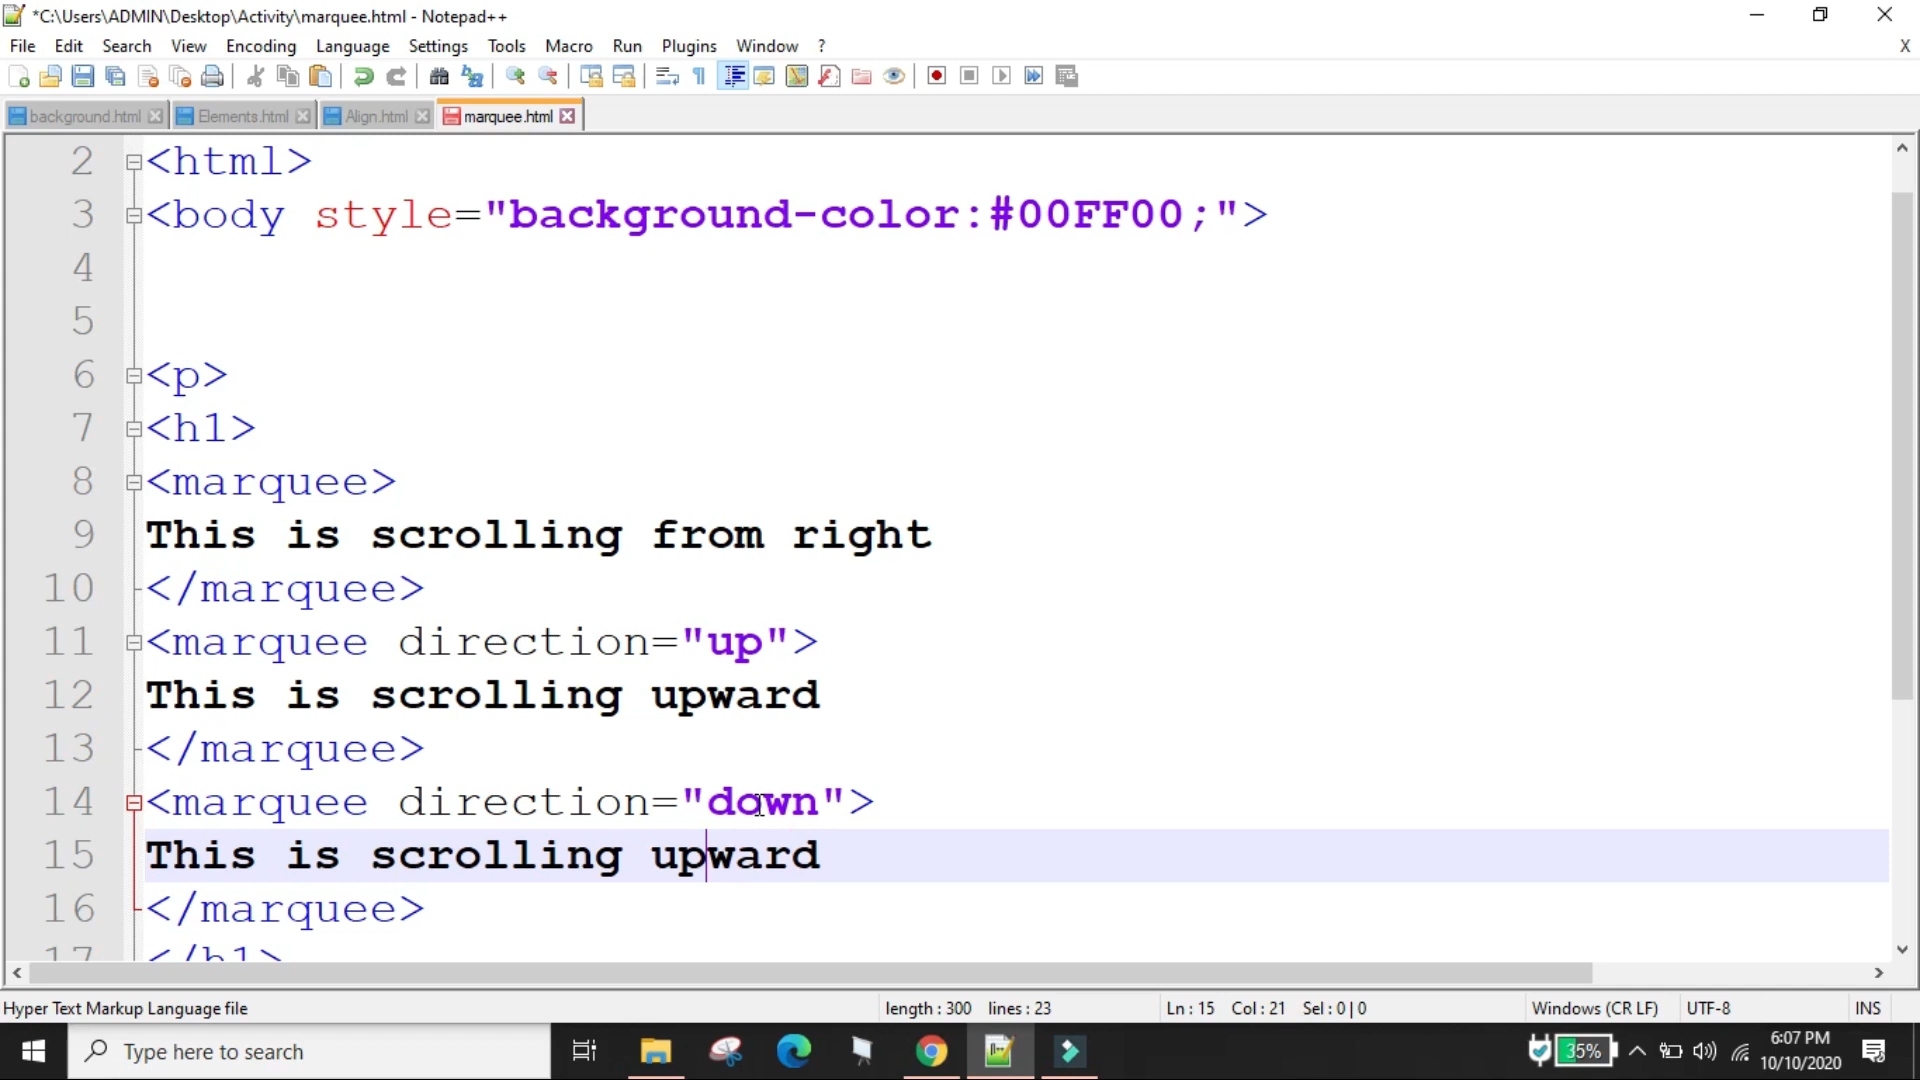 *C:\Users\ADMIN\Desktop\Activity\marquee.html - Notepad++
File Edit Search View Encoding Language Settings Tools Macro Run Plugins Window ? X
background.html Elements.html Align.html marquee.html
2 <html>
3 <body style="background-color:#00FF00;">
4
5
6 <p>
7 <h1>
8 <marquee>
9 This is scrolling from right
10 </marquee>
11 <marquee direction="up">
12 This is scrolling upward
13 </marquee>
14 <marquee direction="down">
15 This is scrolling upward
16 </marquee>
17 </h1>
Hyper Text Markup Language file length : 300 lines : 23 Ln : 15 Col : 21 Sel : 0 | 0 Windows (CR LF) UTF-8 INS
Type here to search 35% 6:07 PM
10/10/2020